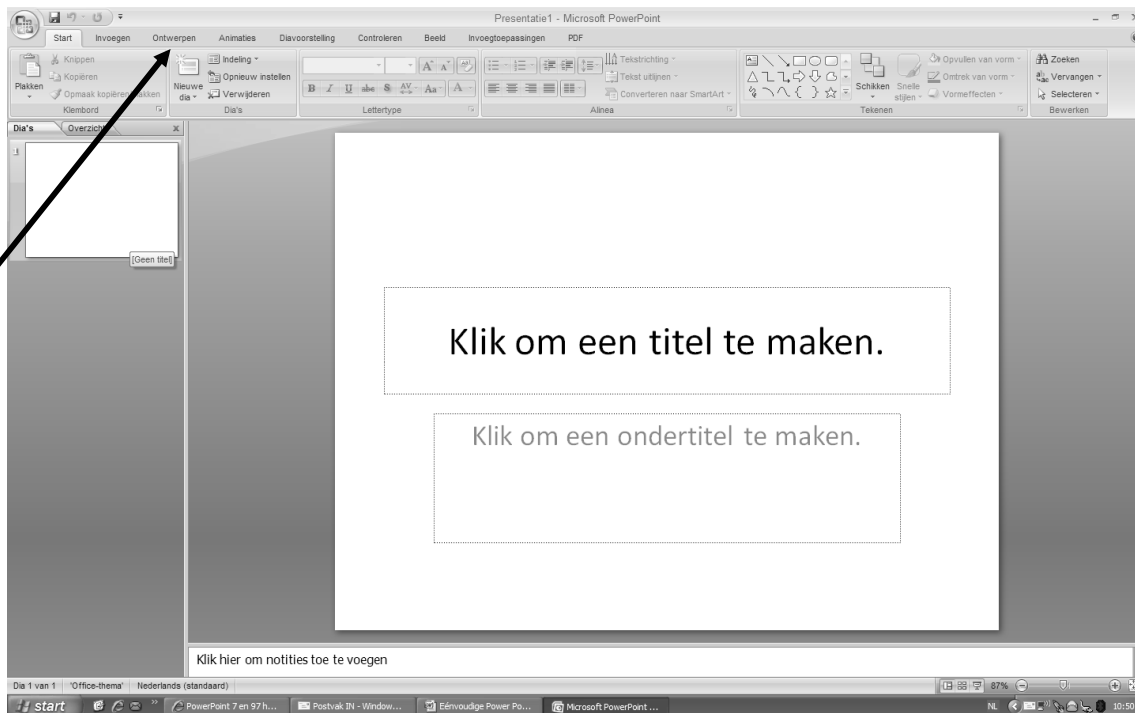 Presentatie1 - Microsoft PowerPoint
Start Invoegen Ontwerpen Animaties Diavoorstelling Controleren Beeld Invoegtoepassingen PDF
Plakken
Knippen
Kopiëren
Opmaak kopiëren/plakken
Klembord
Nieuwe dia
Indeling
Opnieuw instellen
Verwijderen
Dia's
B I U abc S AV Aa A
Lettertype
Tekstrichting
Tekst uitlijnen
Converteren naar SmartArt
Alinea
Schikken
Snelle stijlen
Opvullen van vorm
Omtrek van vorm
Vormeffecten
Tekenen
Zoeken
Vervangen
Selecteren
Bewerken
Dia's Overzicht
1
[Geen titel]
Klik om een titel te maken.
Klik om een ondertitel te maken.
Klik hier om notities toe te voegen
Dia 1 van 1 'Office-thema' Nederlands (standaard) 87%
start PowerPoint 7 en 97 h... Postvak IN - Window... Eénvoudige Power Po... Microsoft PowerPoint ... NL 10:50